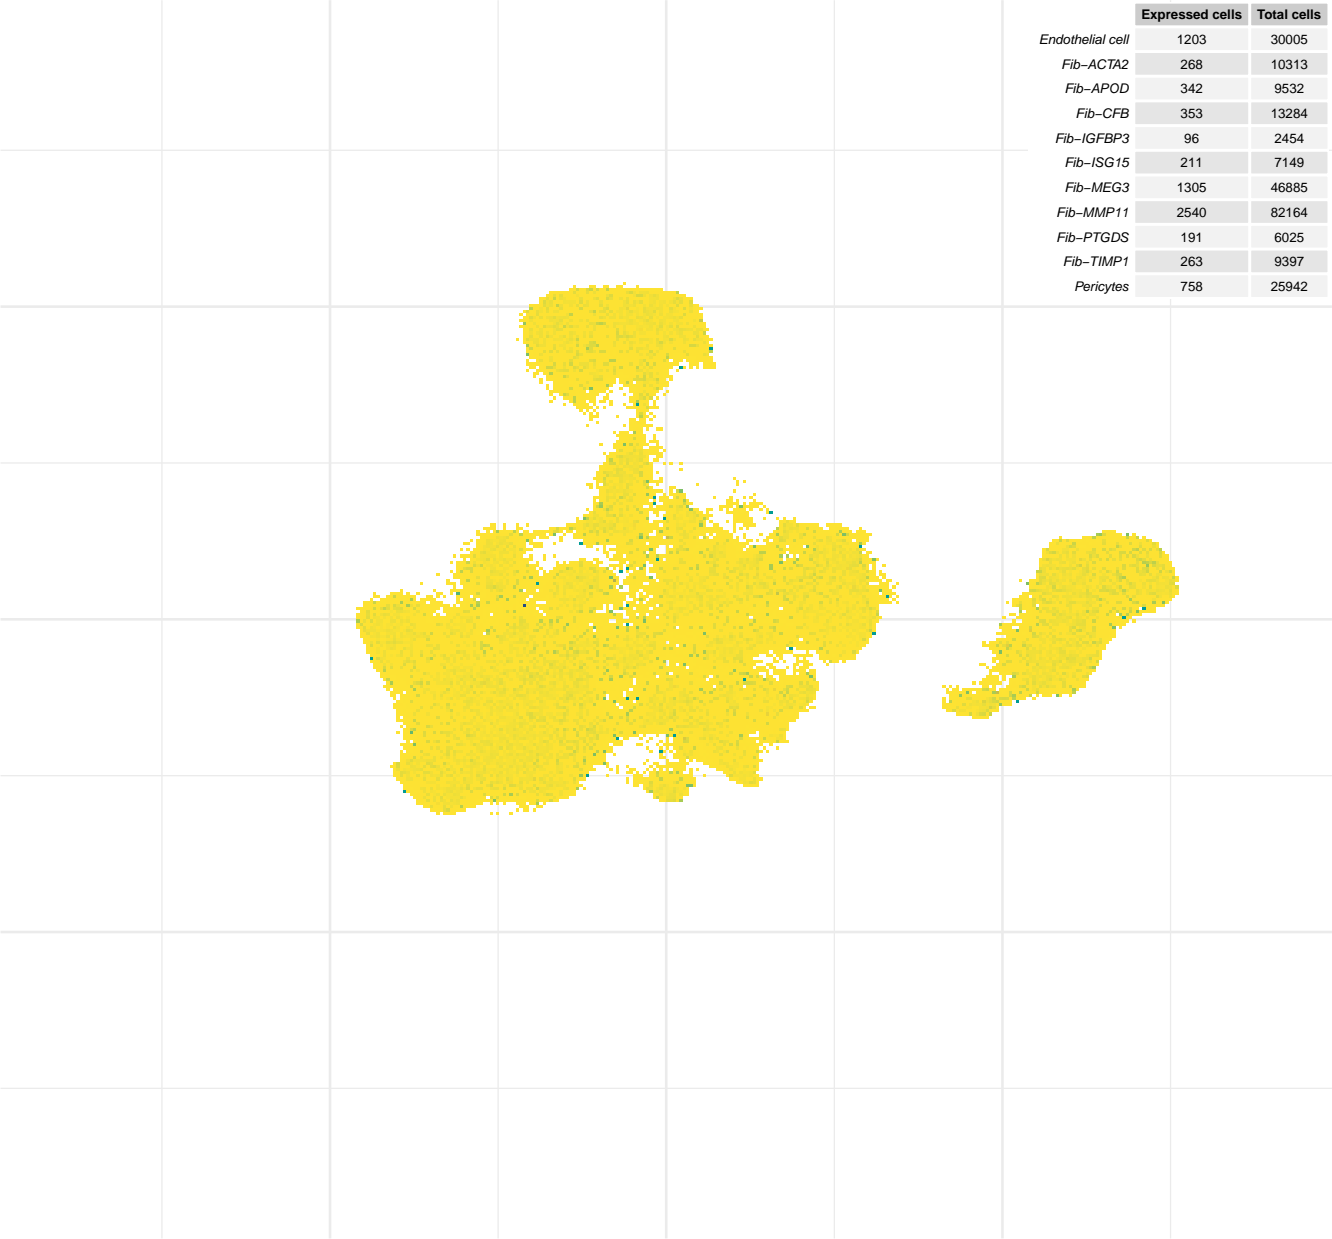 Expressed cells Total cells
Endothelial cell 1203 30005
Fib−ACTA2 268 10313
Fib−APOD 342 9532
Fib−CFB 353 13284
Fib−IGFBP3 96 2454
Fib−ISG15 211 7149
Fib−MEG3 1305 46885
Fib−MMP11 2540 82164
Fib−PTGDS 191 6025
Fib−TIMP1 263 9397
Pericytes 758 25942